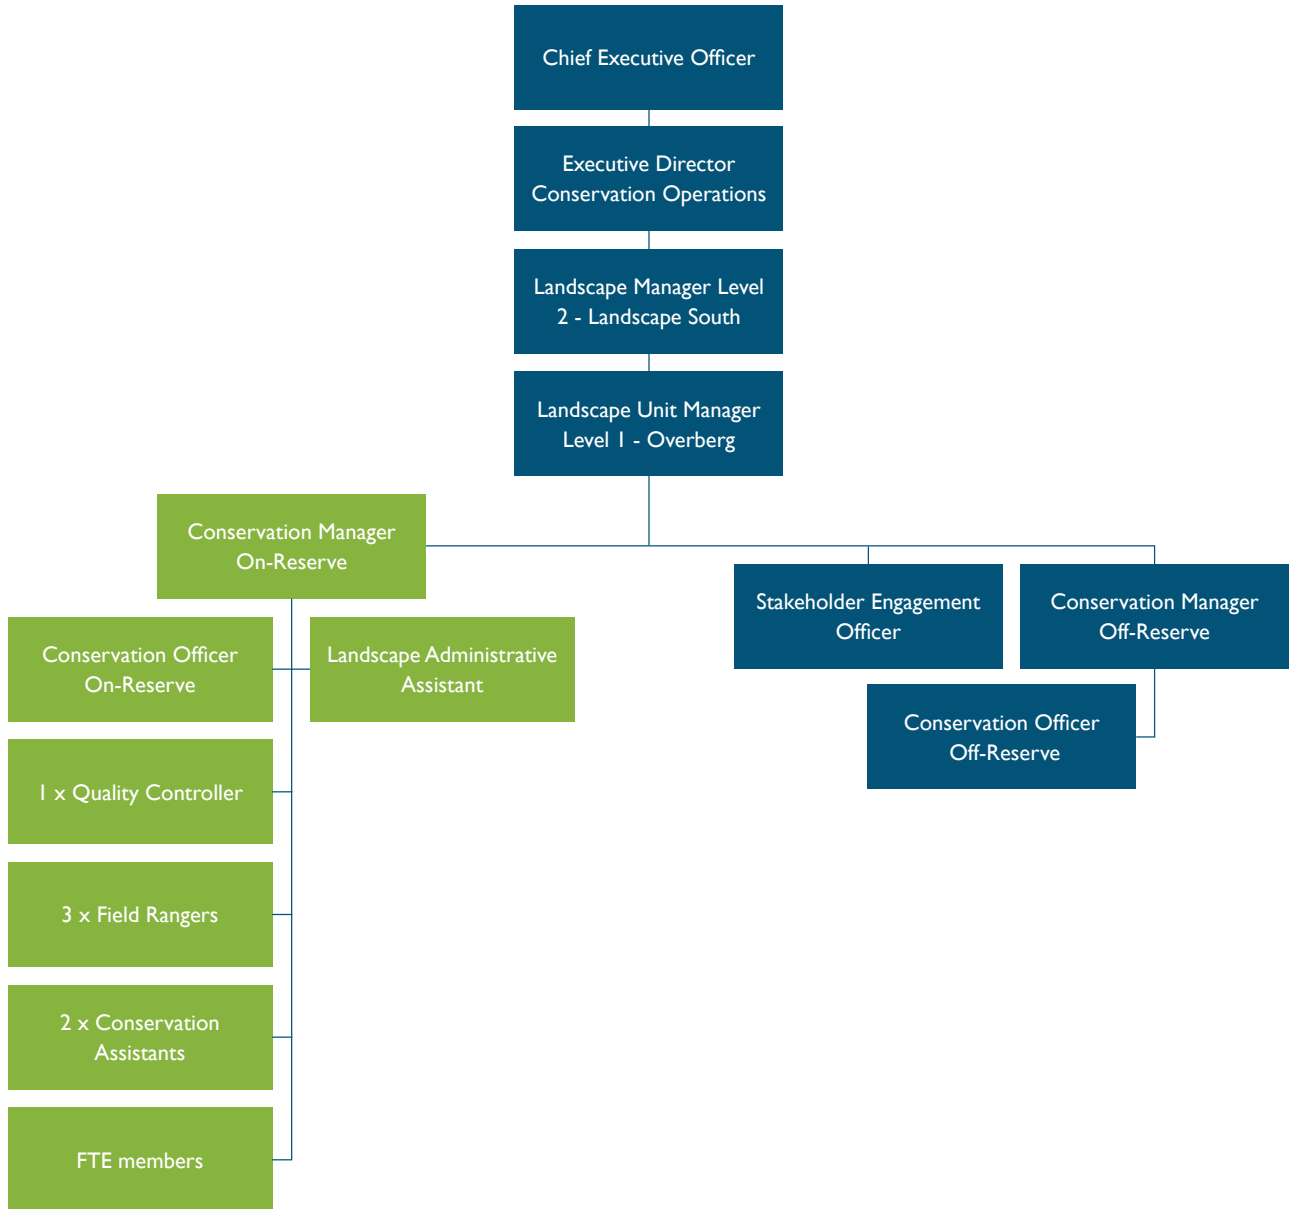 Chief Executive Officer
Executive Director
Conservation Operations
Landscape Manager Level
2 - Landscape South
Landscape Unit Manager
Level 1 - Overberg
Conservation Manager
On-Reserve
Stakeholder Engagement
Officer
Conservation Manager
Off-Reserve
Conservation Officer
On-Reserve
Landscape Administrative
Assistant
Conservation Officer
Off-Reserve
1 x Quality Controller
3 x Field Rangers
2 x Conservation
Assistants
FTE members